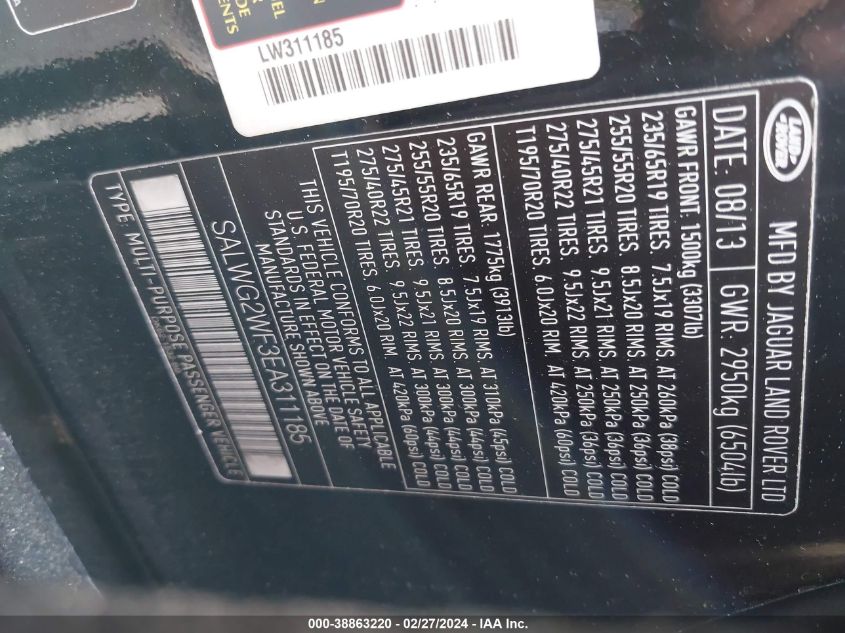 DE
EL
ENTS
LW311185
LAND
ROVER
MFD BY JAGUAR LAND ROVER LTD
DATE: 08/13 GWR: 2950kg (6504lb)
GAWR FRONT: 1500kg (3307lb)
235/65R19 TIRES. 7.5Jx19 RIMS. AT 260kPa (38psi) COLD
255/55R20 TIRES. 8.5Jx20 RIMS. AT 250kPa (36psi) COLD
275/45R21 TIRES. 9.5Jx21 RIMS. AT 250kPa (36psi) COLD
275/40R22 TIRES. 9.5Jx22 RIMS. AT 250kPa (36psi) COLD
T195/70R20 TIRES. 6.0Jx20 RIM. AT 420kPa (60psi) COLD
GAWR REAR: 1775kg (3913lb)
235/65R19 TIRES. 7.5Jx19 RIMS. AT 310kPa (45psi) COLD
255/55R20 TIRES. 8.5Jx20 RIMS. AT 300kPa (44psi) COLD
275/45R21 TIRES. 9.5Jx21 RIMS. AT 300kPa (44psi) COLD
275/40R22 TIRES. 9.5Jx22 RIMS. AT 300kPa (44psi) COLD
T195/70R20 TIRES. 6.0Jx20 RIM. AT 420kPa (60psi) COLD
THIS VEHICLE CONFORMS TO ALL APPLICABLE
U.S. FEDERAL MOTOR VEHICLE SAFETY
STANDARDS IN EFFECT ON THE DATE OF
MANUFACTURE SHOWN ABOVE
SALWG2WF3EA311185
TYPE: MULTI-PURPOSE PASSENGER VEHICLE
000-38863220 - 02/27/2024 - IAA Inc.